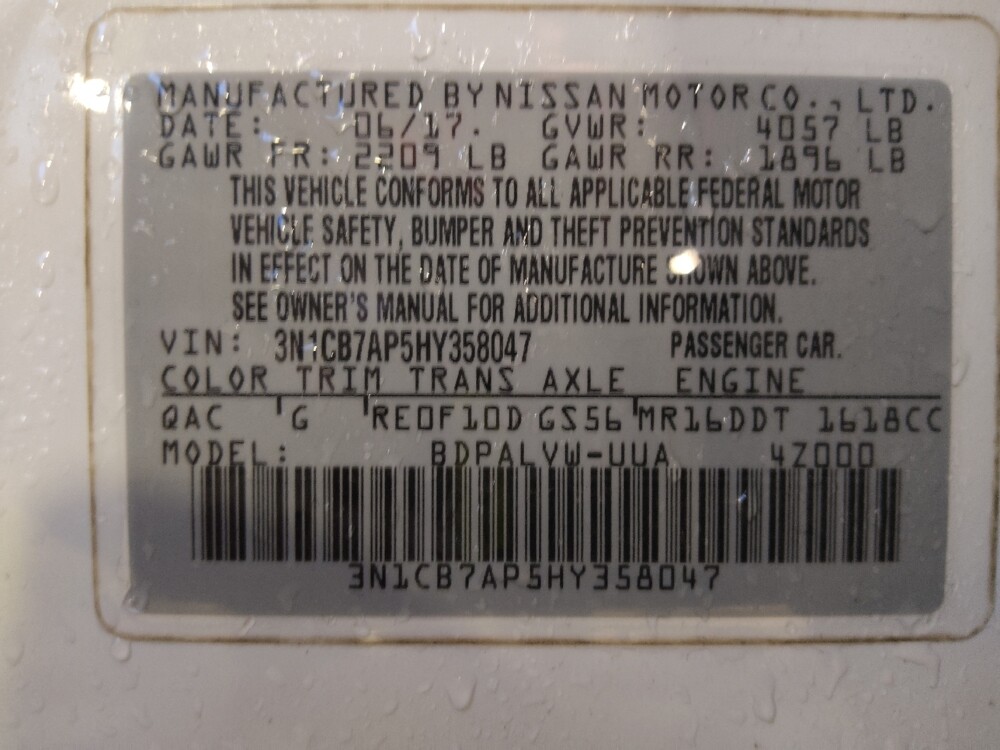 MANUFACTURED BY NISSAN MOTOR CO., LTD.
DATE: 06/17. GVWR: 4057 LB
GAWR FR: 2209 LB GAWR RR: 1896 LB
THIS VEHICLE CONFORMS TO ALL APPLICABLE FEDERAL MOTOR
VEHICLE SAFETY, BUMPER AND THEFT PREVENTION STANDARDS
IN EFFECT ON THE DATE OF MANUFACTURE SHOWN ABOVE.
SEE OWNER'S MANUAL FOR ADDITIONAL INFORMATION.
VIN: 3N1CB7AP5HY358047 PASSENGER CAR.
COLOR TRIM TRANS AXLE ENGINE
QAC G RE0F10D GS56 MR16DDT 1618CC
MODEL: BDPALVW-UUA 4Z000
3N1CB7AP5HY358047